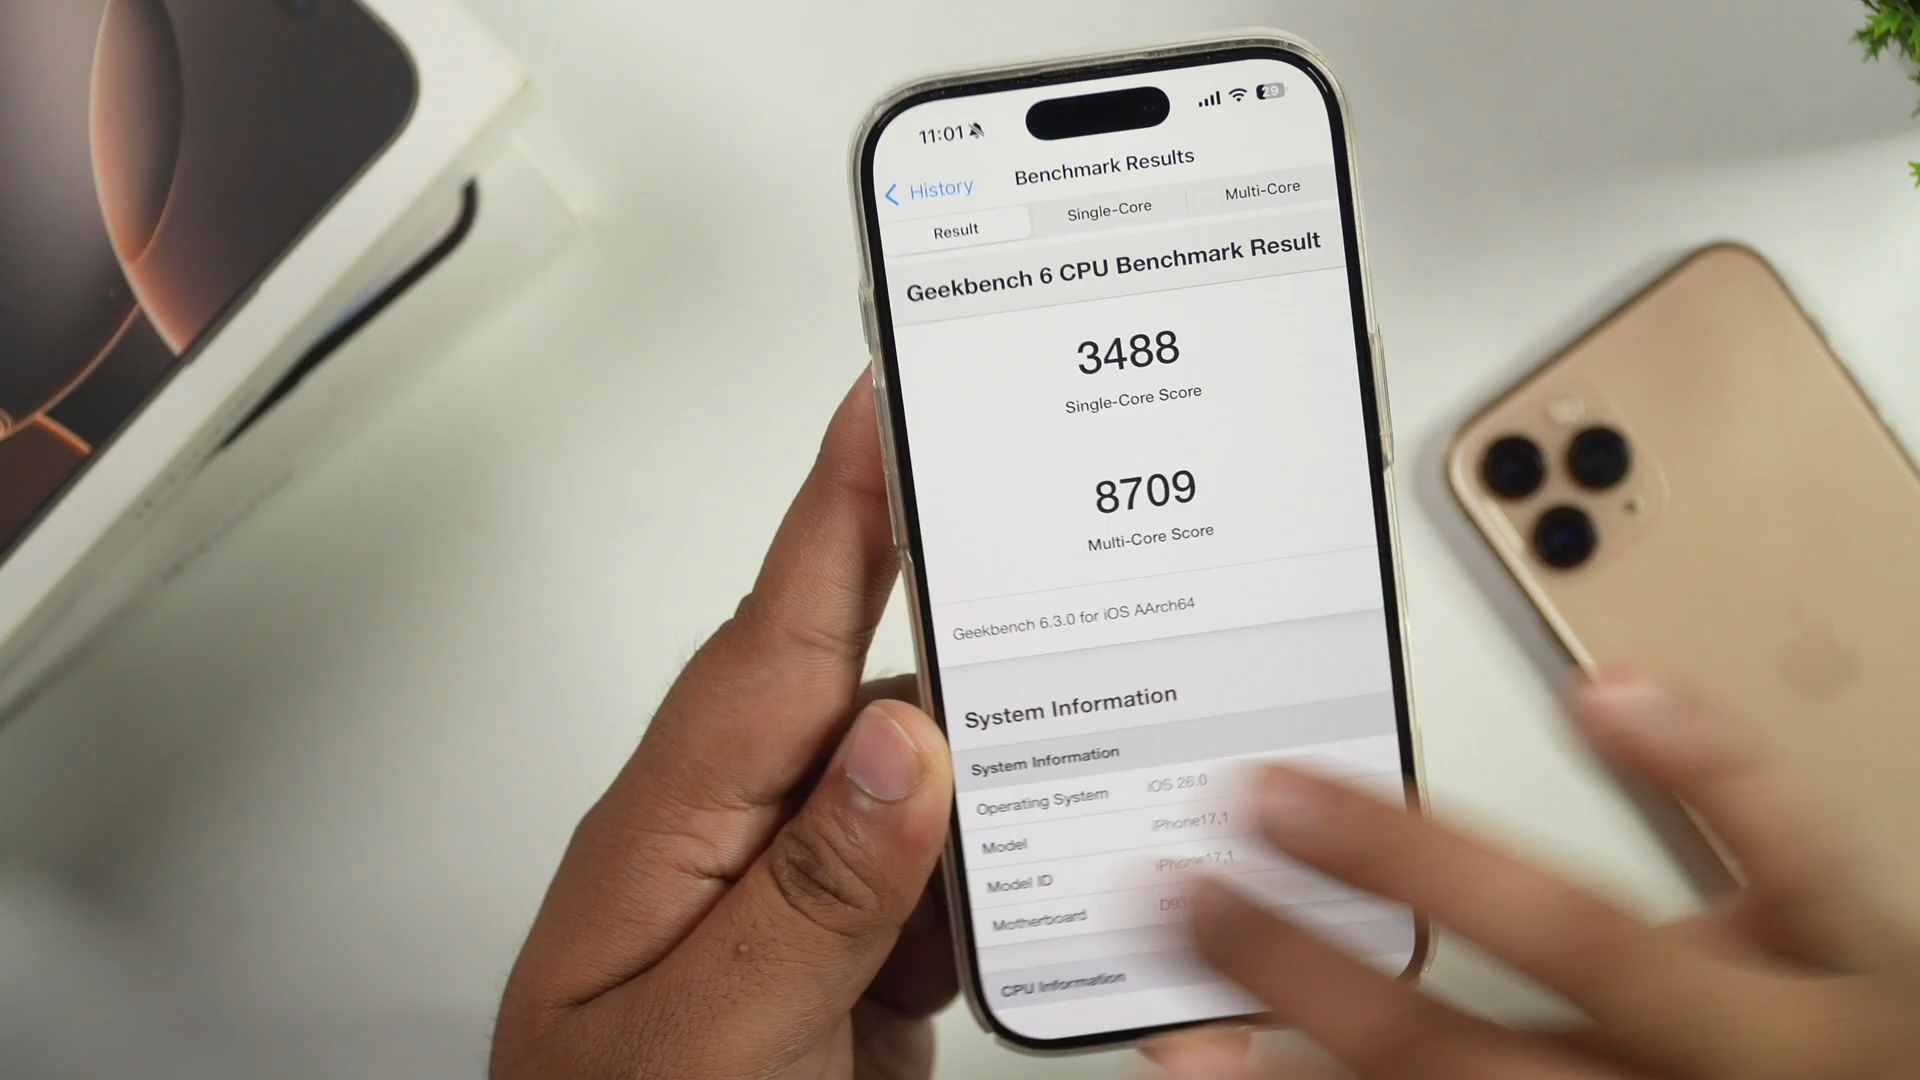 11:01
29
History
Benchmark Results
Result
Single-Core
Multi-Core
Geekbench 6 CPU Benchmark Result
3488
Single-Core Score
8709
Multi-Core Score
Geekbench 6.3.0 for iOS AArch64
System Information
System Information
Operating System iOS 26.0
Model iPhone17,1
Model ID iPhone17,1
Motherboard D93
CPU Information